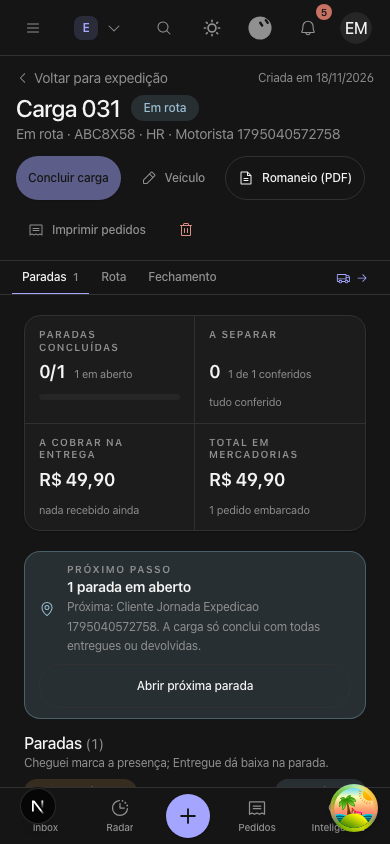 E
5
EM
Voltar para expedição
Criada em 18/11/2026
Carga 031
Em rota
Em rota · ABC8X58 · HR · Motorista 1795040572758
Concluir carga
Veículo
Romaneio (PDF)
Imprimir pedidos
Paradas 1
Rota
Fechamento
PARADAS
CONCLUÍDAS
0/1 1 em aberto
A SEPARAR
0 1 de 1 conferidos
tudo conferido
A COBRAR NA
ENTREGA
R$ 49,90
nada recebido ainda
TOTAL EM
MERCADORIAS
R$ 49,90
1 pedido embarcado
PRÓXIMO PASSO
1 parada em aberto
Próxima: Cliente Jornada Expedicao
1795040572758. A carga só conclui com todas
entregues ou devolvidas.
Abrir próxima parada
Paradas (1)
Cheguei marca a presença; Entregue dá baixa na parada.
N
Inbox
Radar
Pedidos